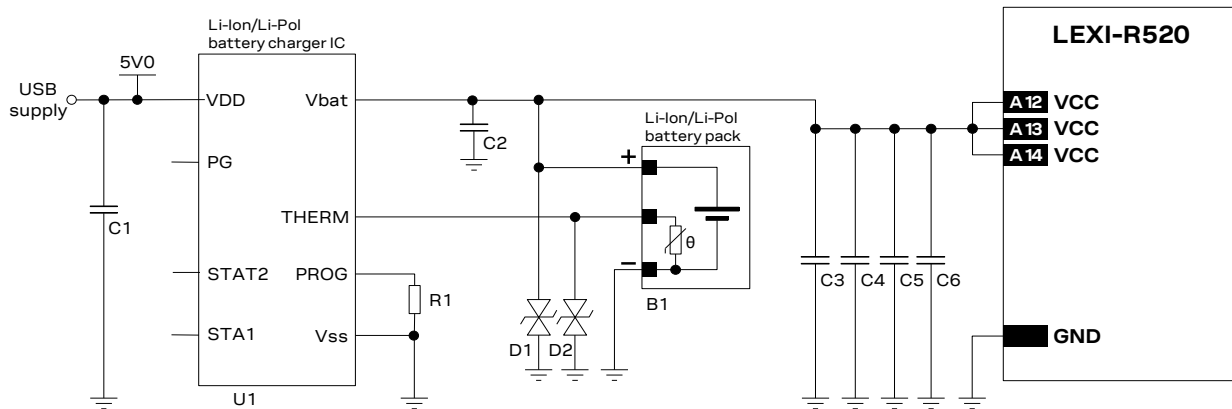 Li-Ion/Li-Pol
battery charger IC
5V0
USB
supply
VDD
Vbat
PG
THERM
STAT2
PROG
STA1
Vss
U1
C1
R1
C2
D1
D2
Li-Ion/Li-Pol
battery pack
+
θ
–
B1
C3
C4
C5
C6
LEXI-R520
A12 VCC
A13 VCC
A14 VCC
GND